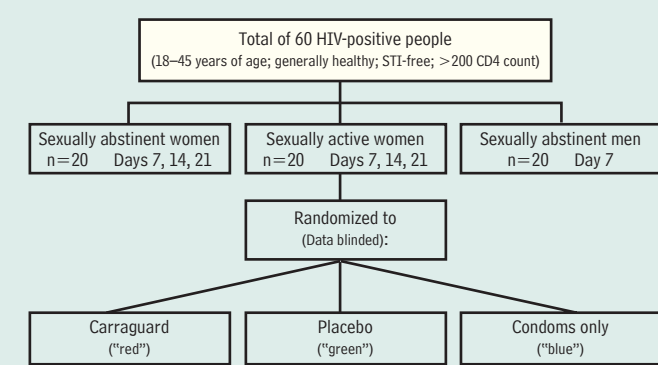 Total of 60 HIV-positive people
(18–45 years of age; generally healthy; STI-free; >200 CD4 count)
Sexually abstinent women
n=20 Days 7, 14, 21
Sexually active women
n=20 Days 7, 14, 21
Sexually abstinent men
n=20 Day 7
Randomized to
(Data blinded):
Carraguard
("red")
Placebo
("green")
Condoms only
("blue")